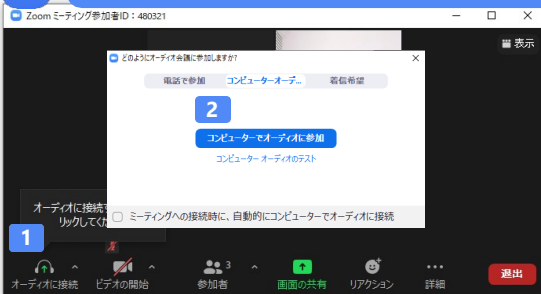 Zoom ミーティング参加者ID：480321
表示
どのようにオーディオ会議に参加しますか?
電話で参加 コンピューターオーデ... 着信希望
2
コンピューターでオーディオに参加
コンピューター オーディオのテスト
ミーティングへの接続時に、自動的にコンピューターでオーディオに接続
オーディオに接続
リックしてくだ
1
3
オーディオに接続 ビデオの開始 参加者 画面の共有 リアクション 詳細 退出